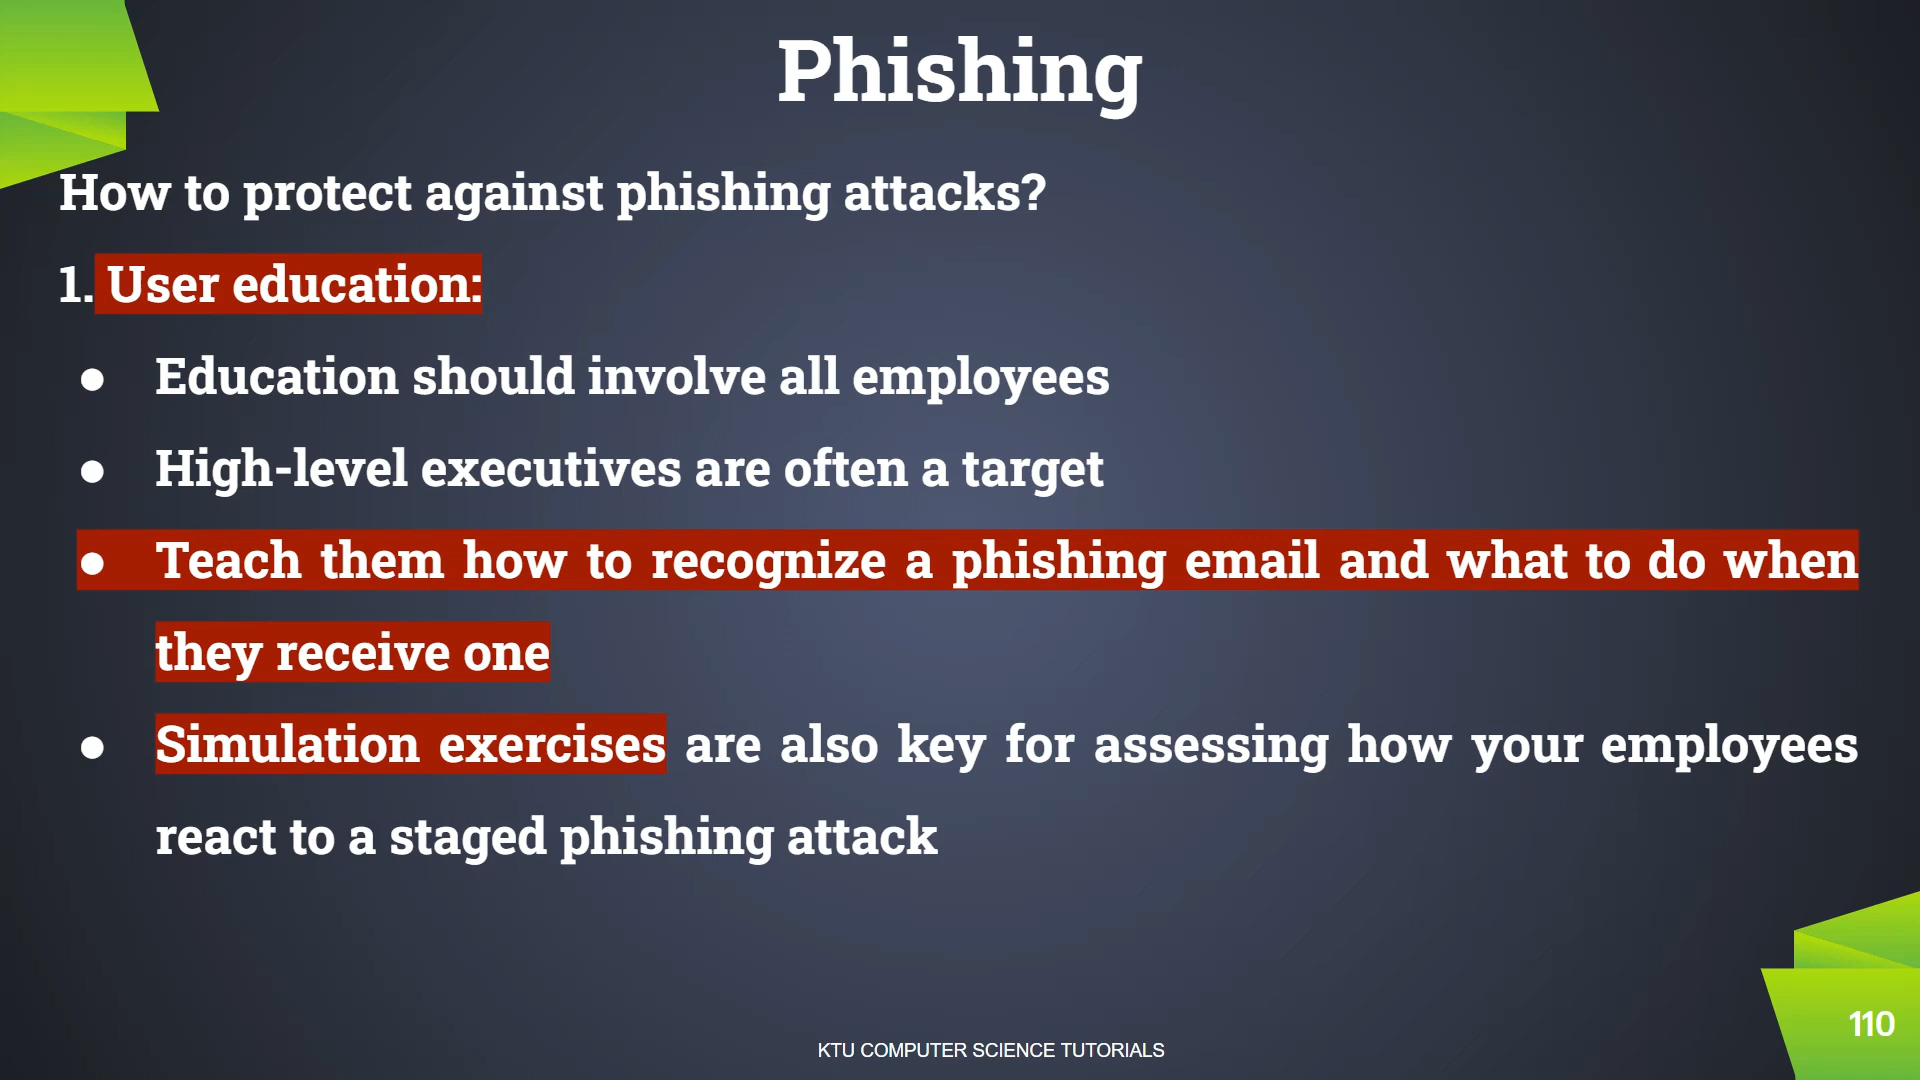 Phishing
How to protect against phishing attacks?
1. User education:
● Education should involve all employees
● High-level executives are often a target
● Teach them how to recognize a phishing email and what to do when
they receive one
● Simulation exercises are also key for assessing how your employees
react to a staged phishing attack
110
KTU COMPUTER SCIENCE TUTORIALS